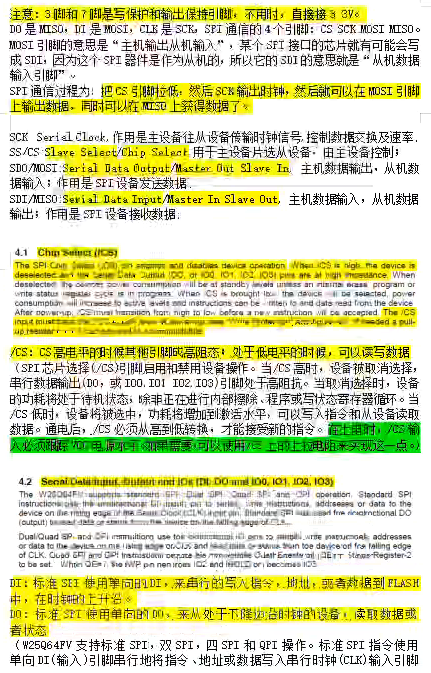 注意：3脚和7脚是写保护和输出保持引脚，不用时，直接接3.3V。
DO是MISO，DI是MOSI，CLK是SCK，SPI通信的4个引脚：CS SCK MOSI MISO。
MOSI引脚的意思是“主机输出从机输入”，某个SPI接口的芯片就有可能会写
成SDI，因为这个SPI器件是作为从机的，所以它的SDI的意思就是“从机数据
输入引脚”。
SPI通信过程为：把CS引脚拉低，然后SCK输出时钟，然后就可以在MOSI引脚
上输出数据，同时可以在MISO上获得数据了。
SCK Serial Clock,作用是主设备往从设备传输时钟信号,控制数据交换及速率.
SS/CS:Slave Select/Chip Select,用于主设备片选从设备，由主设备控制；
SDO/MOSI:Serial Data Output/Master Out Slave In, 主机数据输出，从机数
据输入；作用是SPI设备发送数据.
SDI/MISO:Serial Data Input/Master In Slave Out, 主机数据输入，从机数据
输出；作用是SPI设备接收数据.
4.1 Chip Select (/CS)
The SPI Chip Select (/CS) pin enables and disables device operation. When /CS is high, the device is
deselected and the Serial Data Output (DO, or IO0, IO1, IO2, IO3) pins are at high impedance. When
deselected, the devices power consumption will be at standby levels unless an internal erase, program or
write status register cycle is in progress. When /CS is brought low, the device will be selected, power
consumption will increase to active levels and instructions can be written to and data read from the device.
After power-up, /CS must transition from high to low before a new instruction will be accepted. The /CS
input must
/CS：CS高电平的时候其他引脚成高阻态，处于低电平的时候，可以读写数据
（SPI芯片选择(/CS)引脚启用和禁用设备操作。当/CS高时，设备被取消选择，
串行数据输出(DO，或IO0.IO1 IO2.IO3)引脚处于高阻抗。当取消选择时，设备
的功耗将处于待机状态，除非正在进行内部擦除、程序或写状态寄存器循环。当
/CS低时，设备将被选中，功耗将增加到激活水平，可以写入指令和从设备读取
数据。通电后，/CS必须从高到低转换，才能接受新的指令。在上电时，/CS输
入必须跟踪VCC电源水平。如果需要，可以使用/CS上的上拉电阻来实现这一点。）
4.2 Serial Data Input, Output and IOs (DI, DO and IO0, IO1, IO2, IO3)
The W25Q64FV supports standard SPI, Dual SPI, Quad SPI and QPI operation. Standard SPI
instructions use the unidirectional DI (input) pin to serially write instructions, addresses or data to the
device on the rising edge of the Serial Clock (CLK) input pin. Standard SPI also uses the unidirectional DO
(output) to read data or status from the device on the falling edge of CLK.
Dual/Quad SPI and QPI instructions use the bidirectional IO pins to serially write instructions, addresses
or data to the device on the rising edge of CLK and read data or status from the device on the falling edge
of CLK. Quad SPI and QPI instructions require the non-volatile Quad Enable bit (QE) in Status Register-2
to be set. When QE=1, the /WP pin becomes IO2 and /HOLD pin becomes IO3.
DI：标准SPI使用单向的DI，来串行的写入指令，地址，或者数据到FLASH
中，在时钟的上升沿。
DO：标准SPI使用单向的DO，来从处于下降边沿时钟的设备，读取数据或
者状态
（W25Q64FV支持标准SPI，双SPI，四SPI和QPI操作。标准SPI指令使用
单向DI(输入)引脚串行地将指令、地址或数据写入串行时钟(CLK)输入引脚